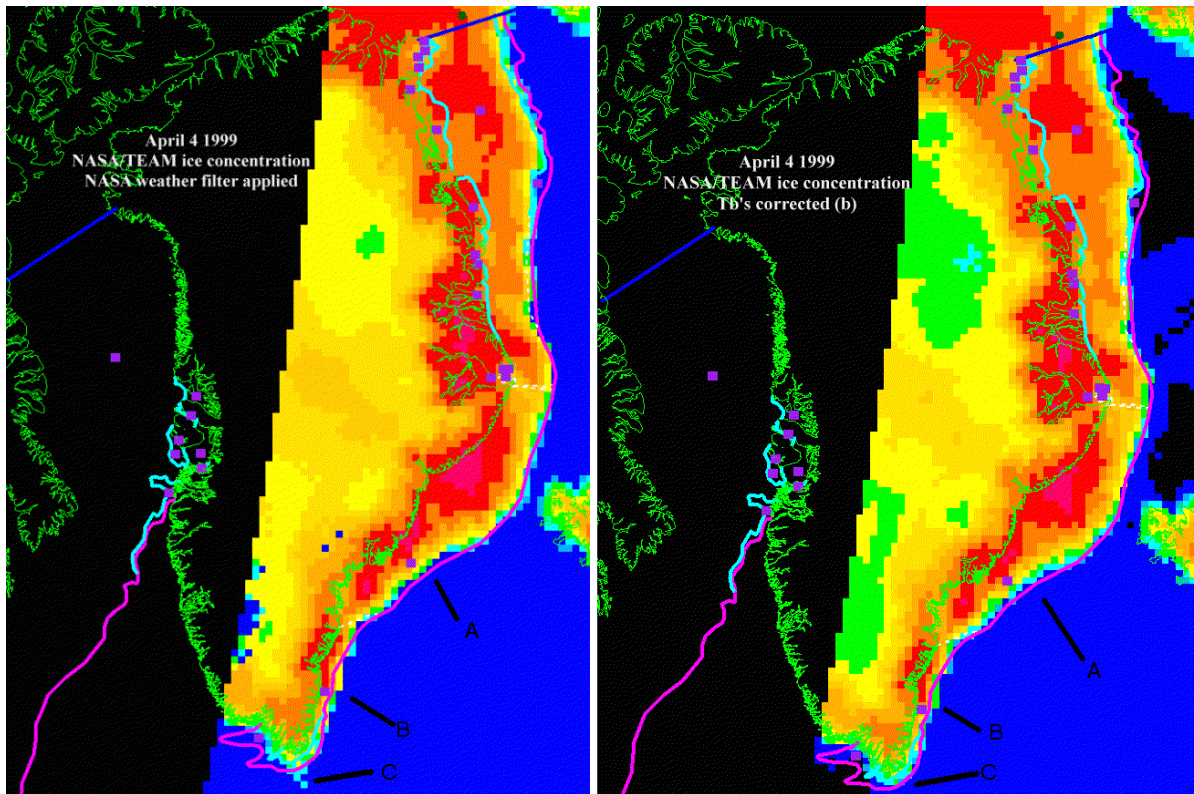 April 4 1999
NASA/TEAM ice concentration
NASA weather filter applied
A
B
C
April 4 1999
NASA/TEAM ice concentration
Tb's corrected (b)
A
B
C